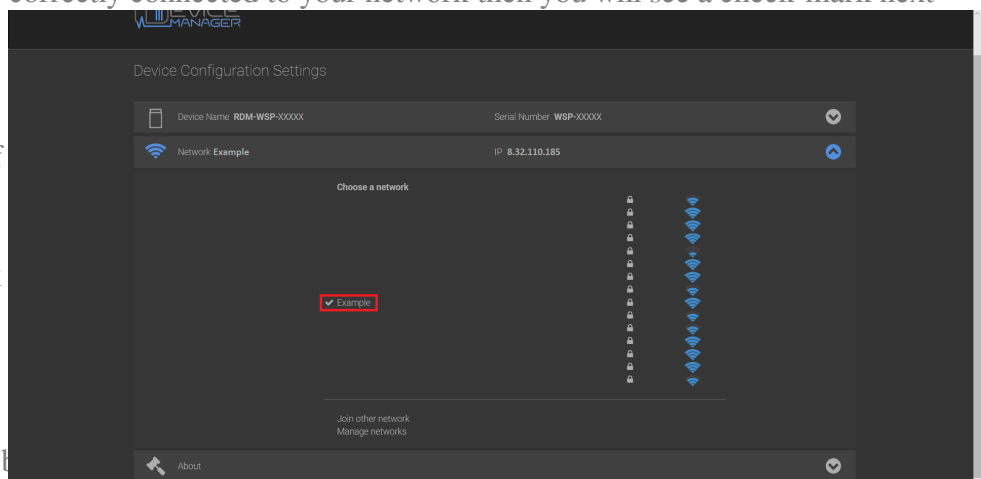 correctly connected to your network then you will see a check mark next
DEVICE
MANAGER
Device Configuration Settings
Device Name RDM-WSP-XXXXX Serial Number WSP-XXXXX
Network Example IP 8.32.110.185
Choose a network
✔ Example
Join other network
Manage networks
About